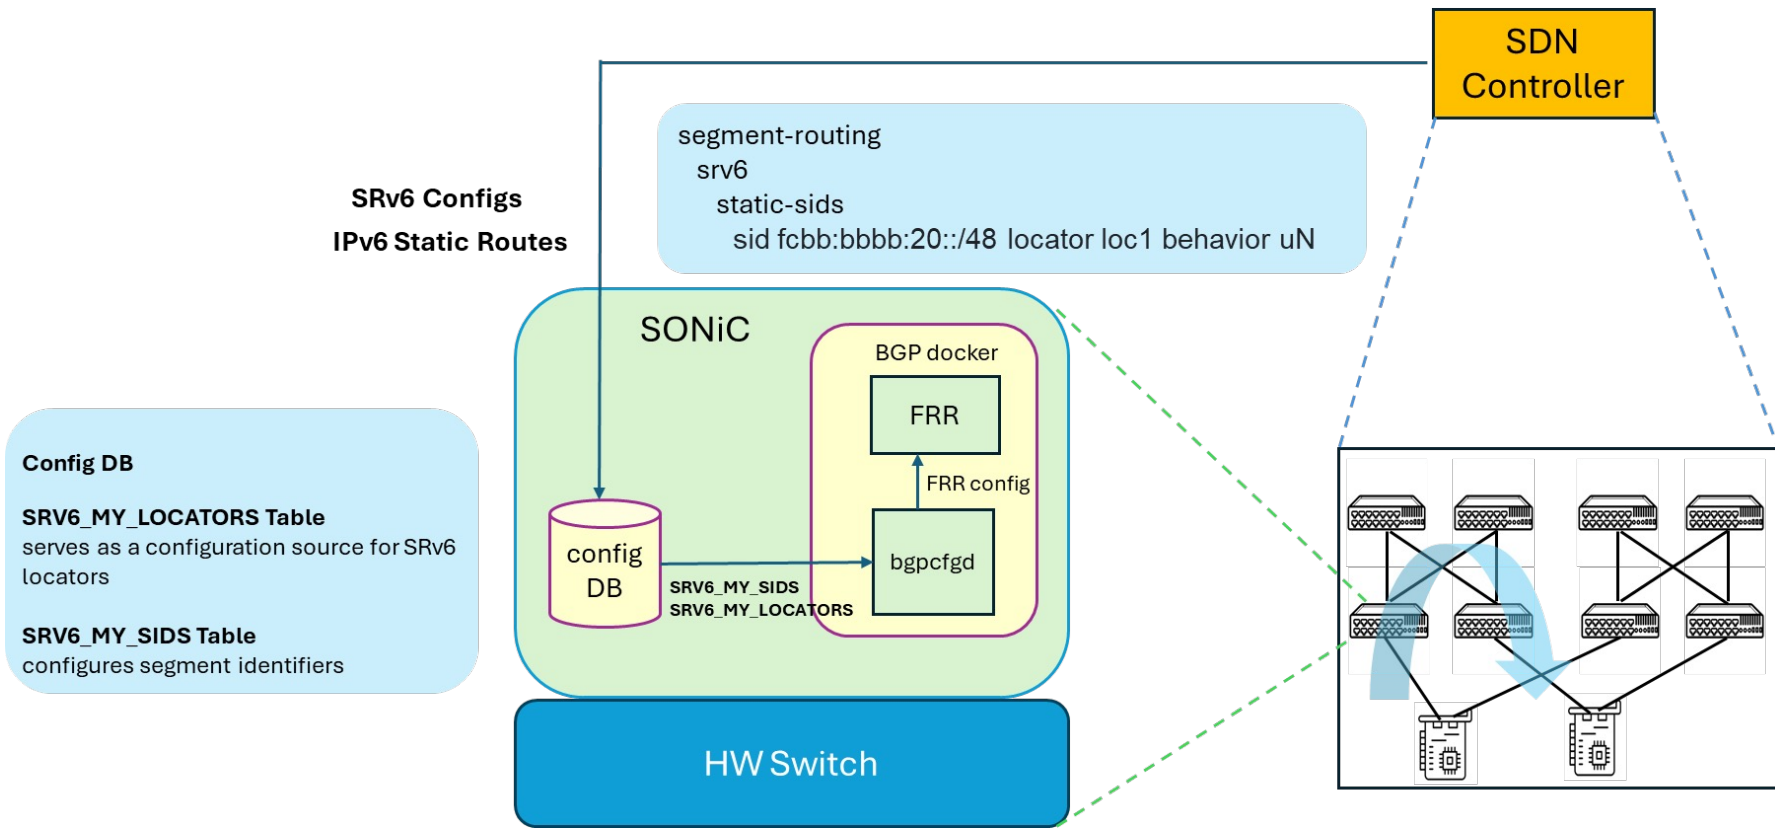 SDN
Controller
segment-routing
srv6
static-sids
sid fcbb:bbbb:20::/48 locator loc1 behavior uN
SRv6 Configs
IPv6 Static Routes
SONiC
BGP docker
FRR
FRR config
bgpcfgd
config
DB
SRV6_MY_SIDS
SRV6_MY_LOCATORS
Config DB
SRV6_MY_LOCATORS Table
serves as a configuration source for SRv6
locators
SRV6_MY_SIDS Table
configures segment identifiers
HW Switch